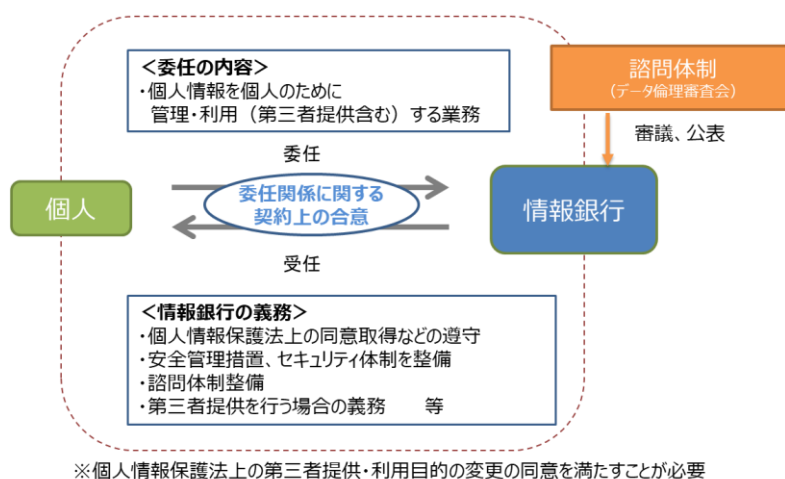 <委任の内容>
・個人情報を個人のために
管理・利用（第三者提供含む）する業務
諮問体制
（データ倫理審査会）
審議、公表
委任
個人
委任関係に関する
契約上の合意
情報銀行
受任
<情報銀行の義務>
・個人情報保護法上の同意取得などの遵守
・安全管理措置、セキュリティ体制を整備
・諮問体制整備
・第三者提供を行う場合の義務　　等
※個人情報保護法上の第三者提供・利用目的の変更の同意を満たすことが必要